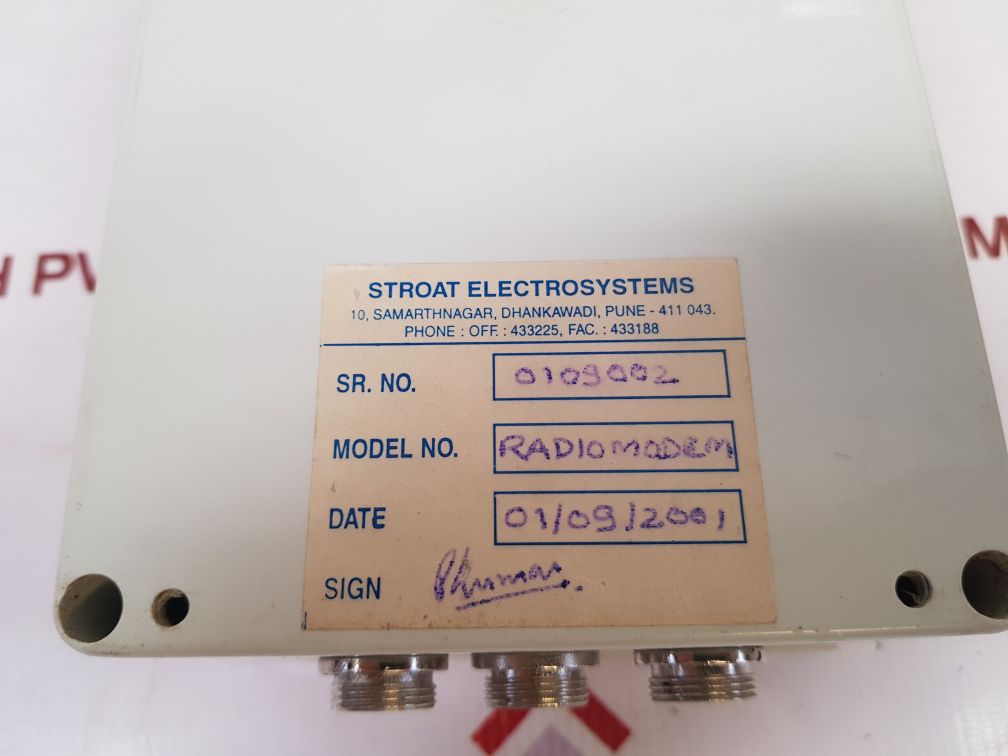 H PV
M
STROAT ELECTROSYSTEMS
10, SAMARTHNAGAR, DHANKAWADI, PUNE - 411 043.
PHONE : OFF. : 433225, FAC. : 433188
SR. NO. 0109002
MODEL NO. RADIOMODEM
DATE 01/09/2001
SIGN